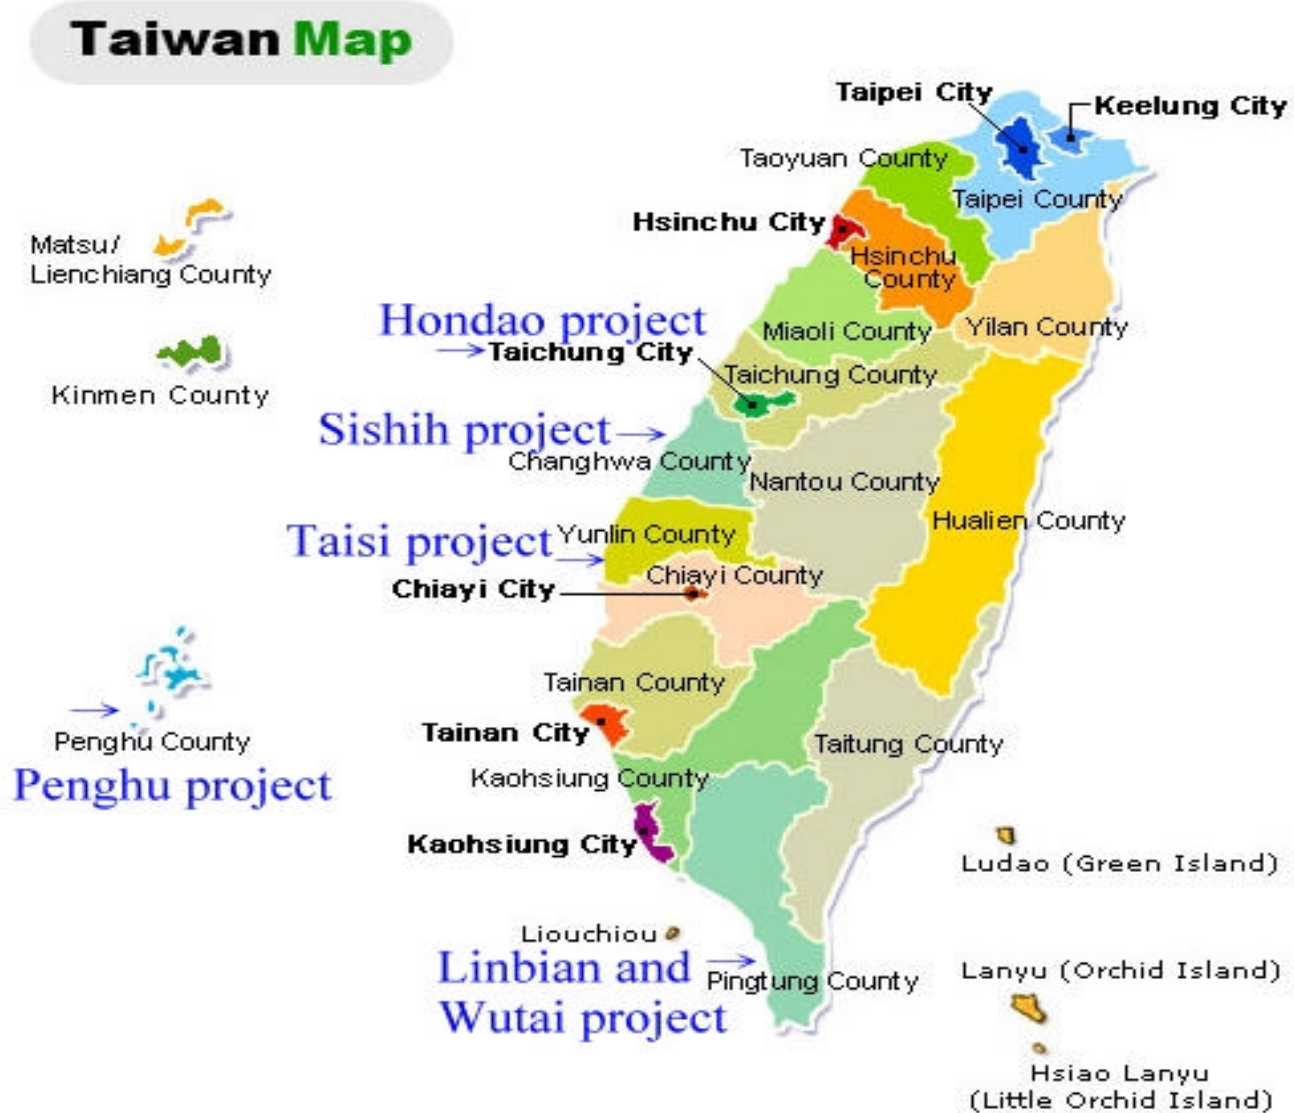 Taiwan Map
Taipei City
Keelung City
Taoyuan County
Taipei County
Hsinchu City
Hsinchu
County
Matsu/
Lienchiang County
Hondao project
Miaoli County
Yilan County
Taichung City
Taichung County
Kinmen County
Sishih project
Changhwa County
Nantou County
Hualien County
Taisi project
Yunlin County
Chiayi County
Chiayi City
Tainan County
Tainan City
Penghu County
Penghu project
Taitung County
Kaohsiung County
Kaohsiung City
Ludao (Green Island)
Liouchiou
Linbian and
Wutai project
Pingtung County
Lanyu (Orchid Island)
Hsiao Lanyu
(Little Orchid Island)